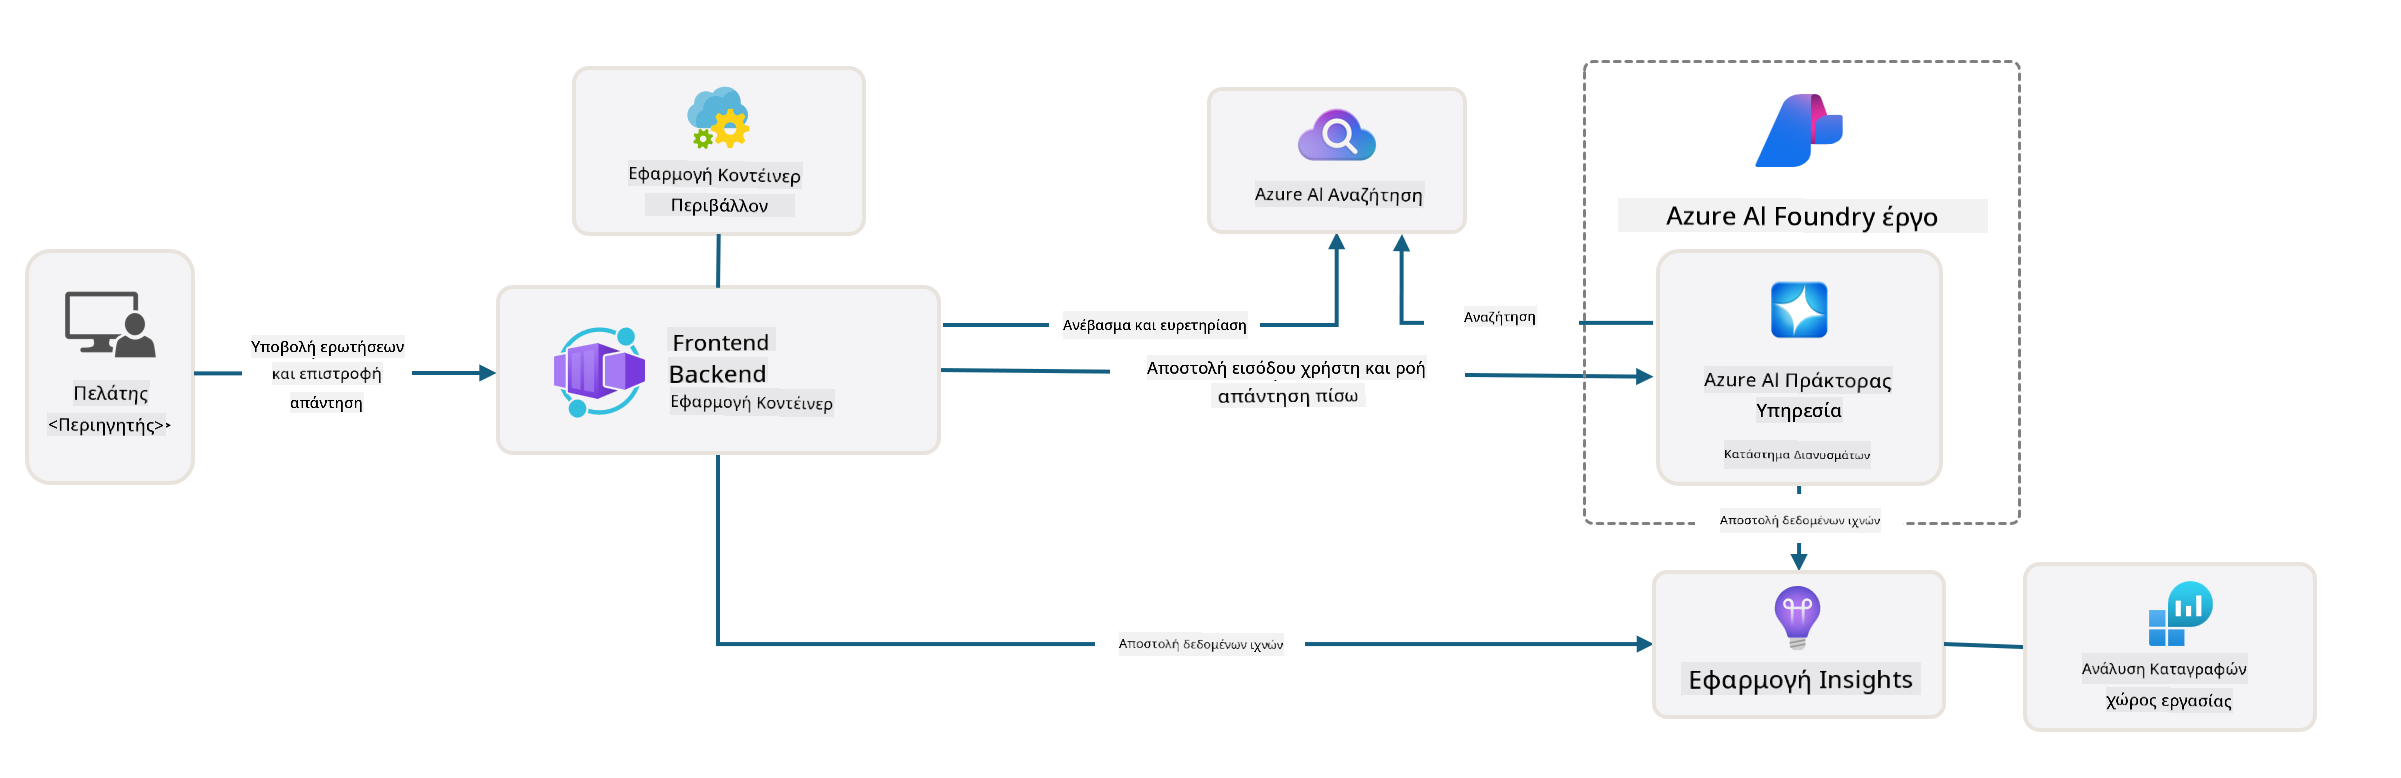 Εφαρμογή Κοντέινερ
Περιβάλλον
Azure AI Αναζήτηση
Azure AI Foundry έργο
Πελάτης
<Περιηγητής>>
Υποβολή ερωτήσεων
και επιστροφή
απάντηση
Frontend
Backend
Εφαρμογή Κοντέινερ
Ανέβασμα και ευρετηρίαση
Αναζήτηση
Αποστολή εισόδου χρήστη και ροή
απάντηση πίσω
Azure AI Πράκτορας
Υπηρεσία
Κατάστημα Διανυσμάτων
Αποστολή δεδομένων ιχνών
Αποστολή δεδομένων ιχνών
Εφαρμογή Insights
Ανάλυση Καταγραφών
χώρος εργασίας